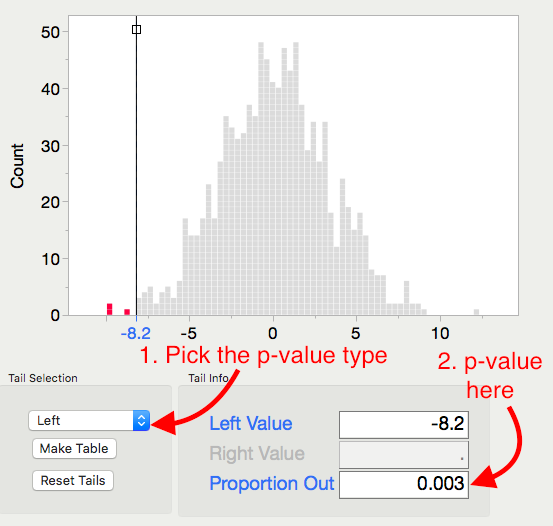 50
40
30
20
10
0
Count
-8.2 -5 0 5 10
1. Pick the p-value type
2. p-value
here
Tail Selection
Left
Make Table
Reset Tails
Tail Info
Left Value -8.2
Right Value .
Proportion Out 0.003